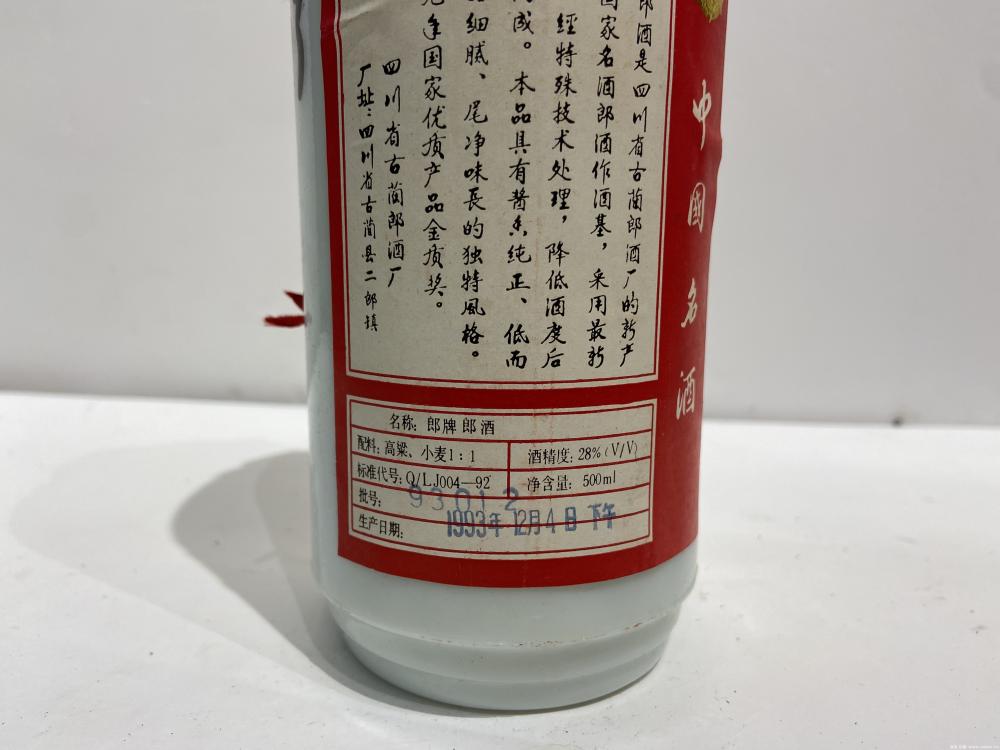 中國名酒
郎酒是四川省古蔺郎酒厂的新产
国家名酒郎酒作酒基，采用最新
经特殊技术处理，降低酒度后
成。本品具有酱香纯正、低而
细腻、尾净味長的独特風格。
国家优质产品金质奖。
四川省古蔺郎酒厂
厂址：四川省古蔺县二郎镇
名称：郎牌郎酒
配料：高粱、小麦1：1
酒精度：28%（V/V）
标准代号：Q/LJ004—92
净含量：500ml
批号：93012
生产日期：1993年12月4日下午